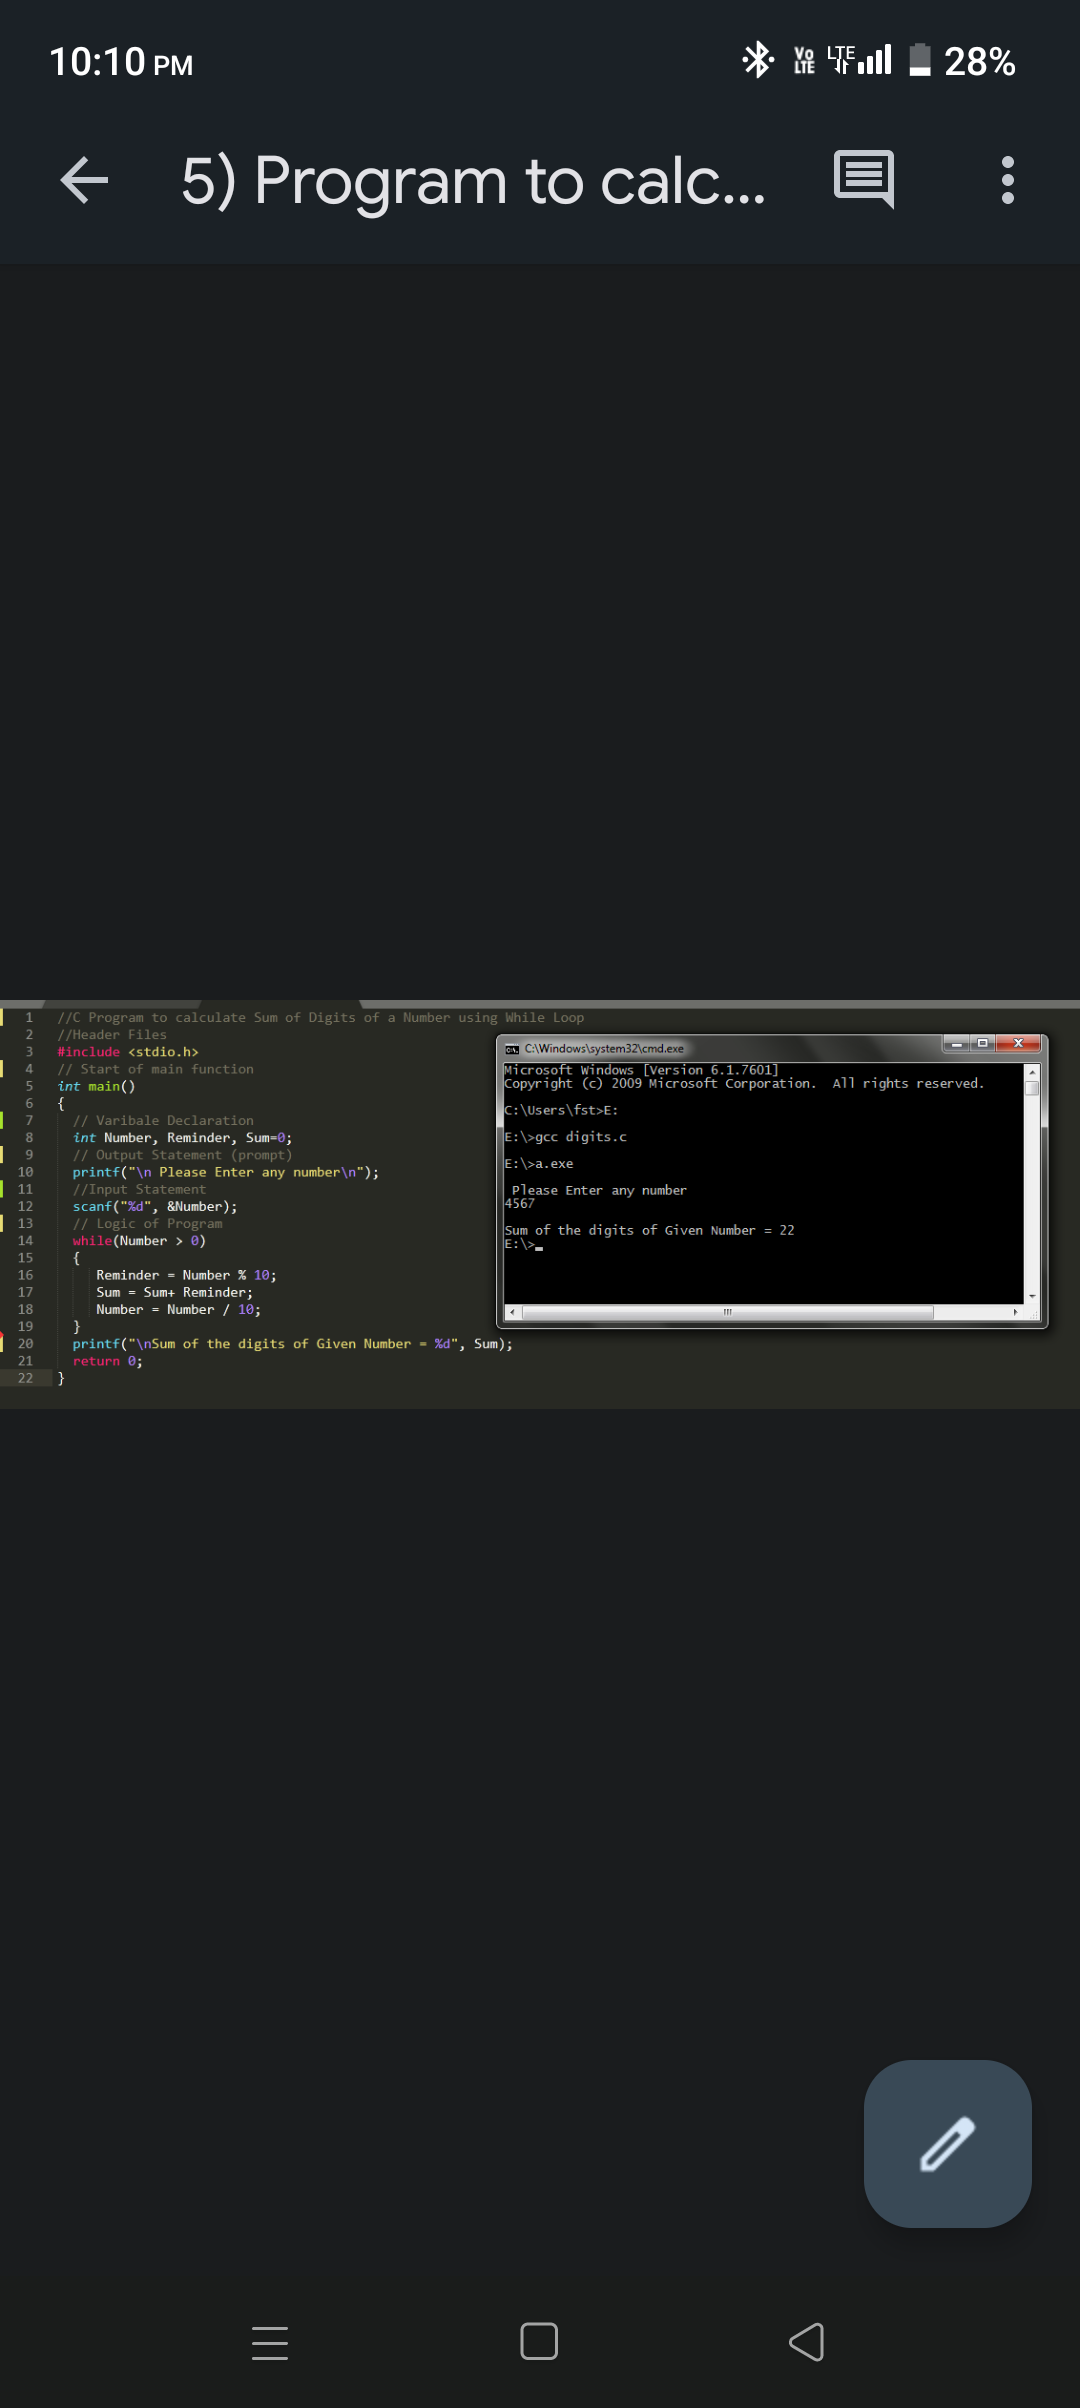 10:10 PM
Vo LTE LTE 28%
5) Program to calc...
1 //C Program to calculate Sum of Digits of a Number using While Loop
2 //Header Files
3 #include <stdio.h>
4 // Start of main function
5 int main()
6 {
7 // Varibale Declaration
8 int Number, Reminder, Sum=0;
9 // Output Statement (prompt)
10 printf("\n Please Enter any number\n");
11 //Input Statement
12 scanf("%d", &Number);
13 // Logic of Program
14 while(Number > 0)
15 {
16 Reminder = Number % 10;
17 Sum = Sum+ Reminder;
18 Number = Number / 10;
19 }
20 printf("\nSum of the digits of Given Number = %d", Sum);
21 return 0;
22 }
C:\Windows\system32\cmd.exe
Microsoft Windows [Version 6.1.7601]
Copyright (c) 2009 Microsoft Corporation. All rights reserved.
C:\Users\fst>E:
E:\>gcc digits.c
E:\>a.exe
Please Enter any number
4567
Sum of the digits of Given Number = 22
E:\>_